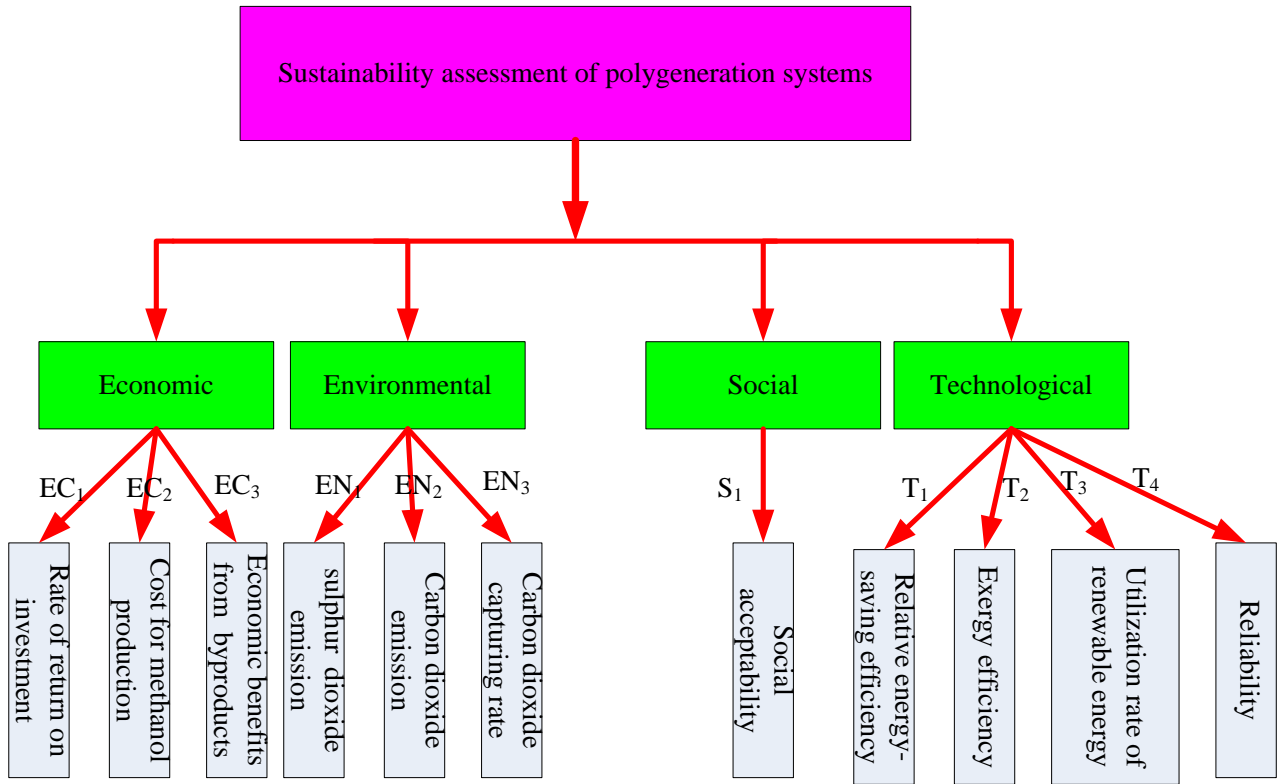 Sustainability assessment of polygeneration systems
Economic
Environmental
Social
Technological
EC1
EC2
EC3
EN1
EN2
EN3
S1
T1
T2
T3
T4
Rate of return on
investment
Cost for methanol
production
Economic benefits
from byproducts
sulphur dioxide
emission
Carbon dioxide
emission
Carbon dioxide
capturing rate
Social
acceptability
Relative energy-
saving efficiency
Exergy efficiency
Utilization rate of
renewable energy
Reliability